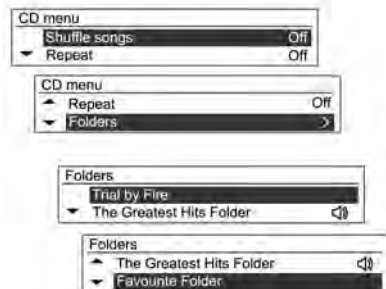 CD menu
Shuffle songs Off
Repeat Off
CD menu
Repeat Off
Folders >
Folders
Trial by Fire
The Greatest Hits Folder
Folders
The Greatest Hits Folder
Favourite Folder